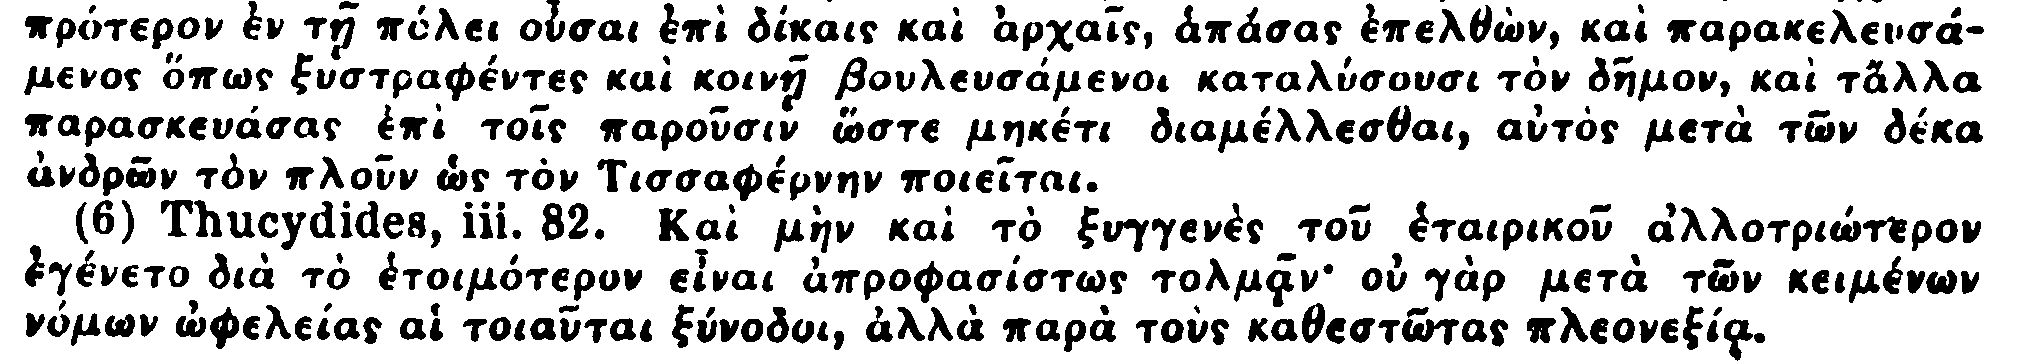 πρότερον ἐν τῇ πόλει οὖσαι ἐπὶ δίκαις καὶ ἀρχαῖς, ἁπάσας ἐπελθὼν, καὶ παρακελευσά-
μενος ὅπως ξυστραφέντες καὶ κοινῇ βουλευσάμενοι καταλύσουσι τὸν δῆμον, καὶ τἄλλα
παρασκευάσας ἐπὶ τοῖς παροῦσιν ὥστε μηκέτι διαμέλλεσθαι, αὐτὸς μετὰ τῶν δέκα
ἀνδρῶν τὸν πλοῦν ὡς τὸν Τισσαφέρνην ποιεῖται.
(6) Thucydides, iii. 82. Καὶ μὴν καὶ τὸ ξυγγενὲς τοῦ ἑταιρικοῦ ἀλλοτριώτερον
ἐγένετο διὰ τὸ ἑτοιμότερον εἶναι ἀπροφασίστως τολμᾷν· οὐ γὰρ μετὰ τῶν κειμένων
νόμων ὠφελείας αἱ τοιαῦται ξύνοδοι, ἀλλὰ παρὰ τοὺς καθεστῶτας πλεονεξίᾳ.